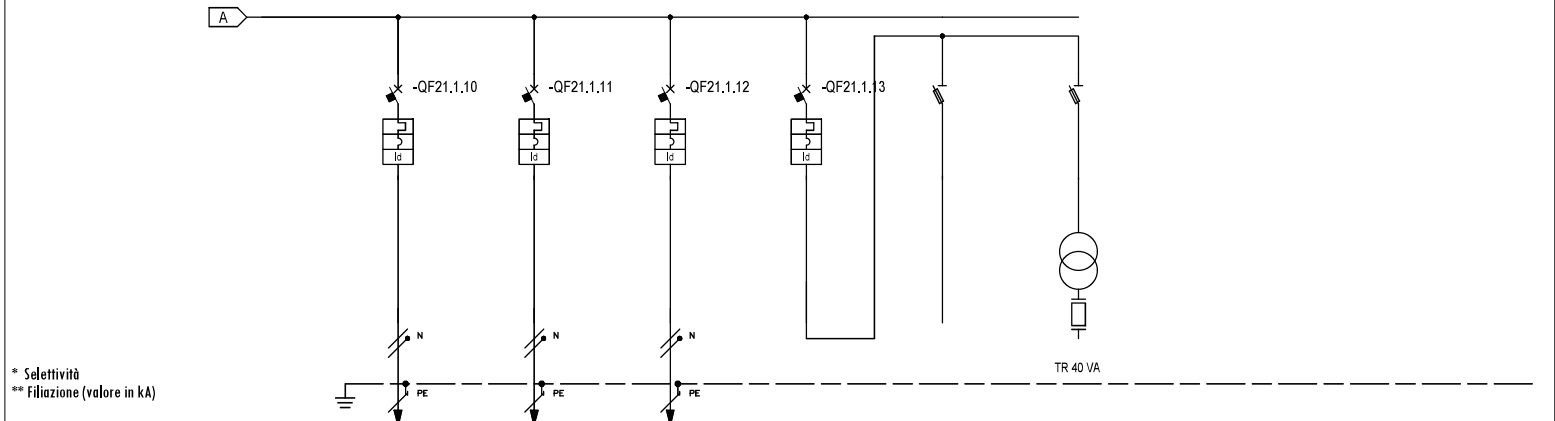 A
-QF21.1.10
-QF21.1.11
-QF21.1.12
-QF21.1.13
Id
Id
Id
Id
N
N
N
TR 40 VA
* Selettività
** Filiazione (valore in kA)
PE
PE
PE